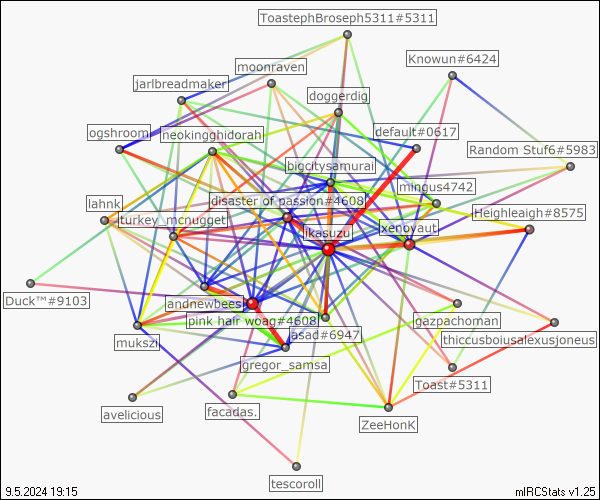 ToastephBroseph5311#5311
Knowun#6424
moonraven
jarlbreadmaker
doggerdig
default#0617
ogshroom
neokingghidorah
Random Stuf6#5983
bigcitysamurai
mingus4742
lahnk
disaster of passion#4608
turkey_mcnugget
Heighleaigh#8575
lkasuzu
xenoyaut
Duck™#9103
andnewbees
pink hair woag#4608
gazpachoman
mukszi
asad#6947
thiccusboiusalexusjoneus
gregor_samsa
Toast#5311
avelicious
facadas.
ZeeHonK
tescoroll
9.5.2024 19:15
mIRCStats v1.25